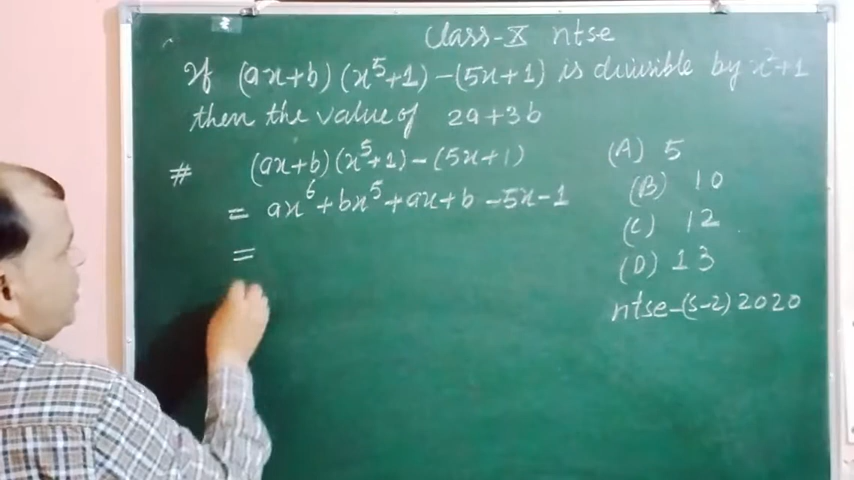 Class-X ntse
If (ax+b)(x⁵+1)-(5x+1) is divisible by x²+1
then the value of 2a+3b
# (ax+b)(x⁵+1)-(5x+1)
= ax⁶+bx⁵+ax+b-5x-1
=
(A) 5
(B) 10
(C) 12
(D) 13
ntse-(S-2) 2020